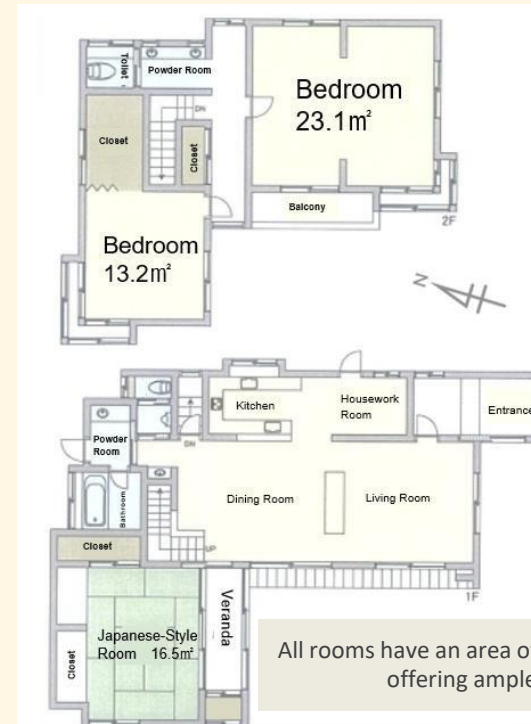 Toilet
Powder Room
Bedroom
23.1㎡
Closet
DN
Closet
Balcony
2F
Bedroom
13.2㎡
N
Kitchen
Housework
Room
Entrance
Powder
Room
DN
Dining Room
Living Room
Bathroom
UP
Closet
1F
Japanese-Style
Room 16.5㎡
Veranda
Closet
All rooms have an area o
offering ample